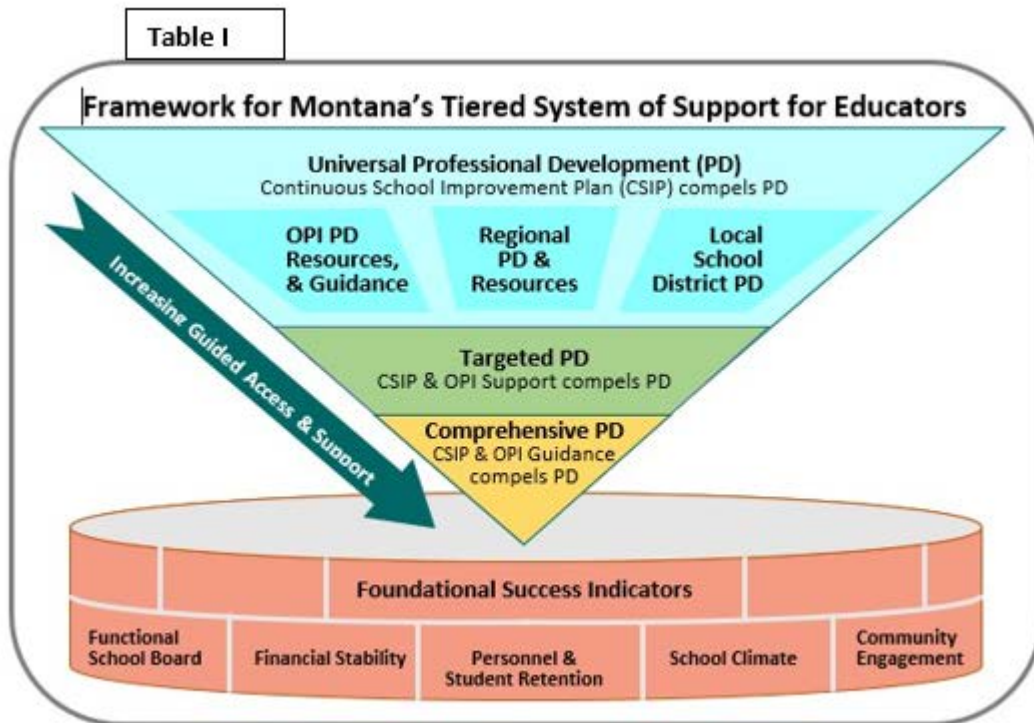 Table I
Framework for Montana's Tiered System of Support for Educators
Universal Professional Development (PD)
Continuous School Improvement Plan (CSIP) compels PD
OPI PD
Resources,
& Guidance
Regional
PD &
Resources
Local
School
District PD
Increasing Guided Access & Support
Targeted PD
CSIP & OPI Support compels PD
Comprehensive PD
CSIP & OPI Guidance
compels PD
Foundational Success Indicators
Functional
School Board
Financial Stability
Personnel &
Student Retention
School Climate
Community
Engagement